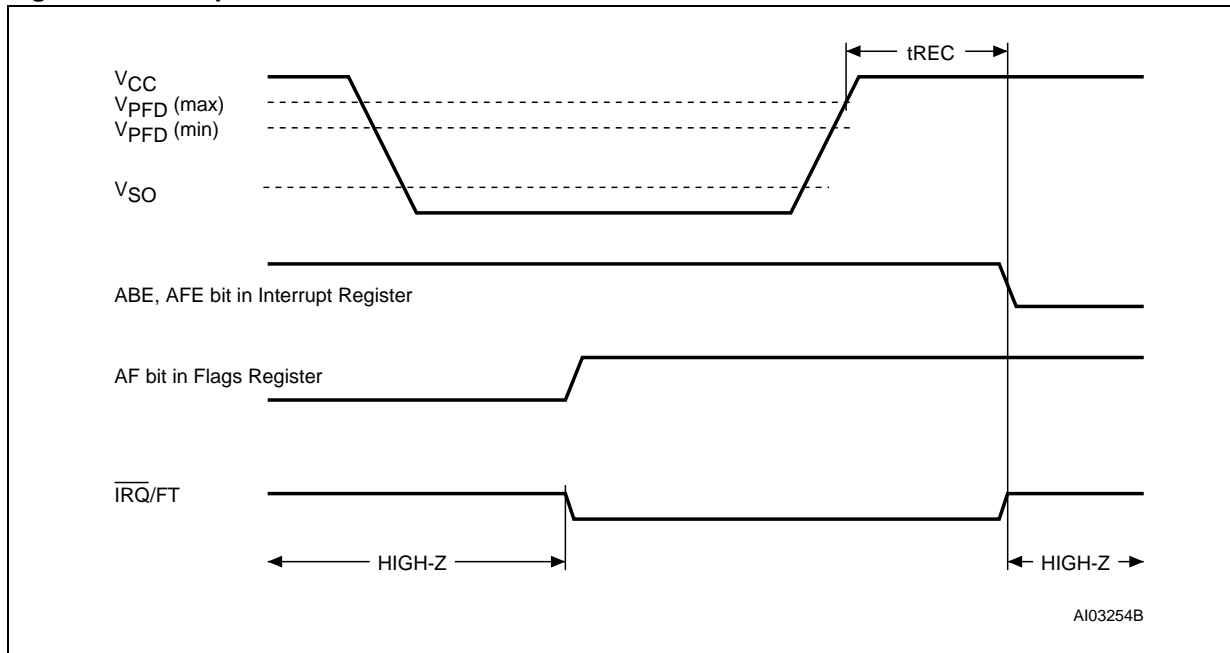 tREC
VCC
VPFD (max)
VPFD (min)
VSO
ABE, AFE bit in Interrupt Register
AF bit in Flags Register
IRQ/FT
HIGH-Z
HIGH-Z
AI03254B